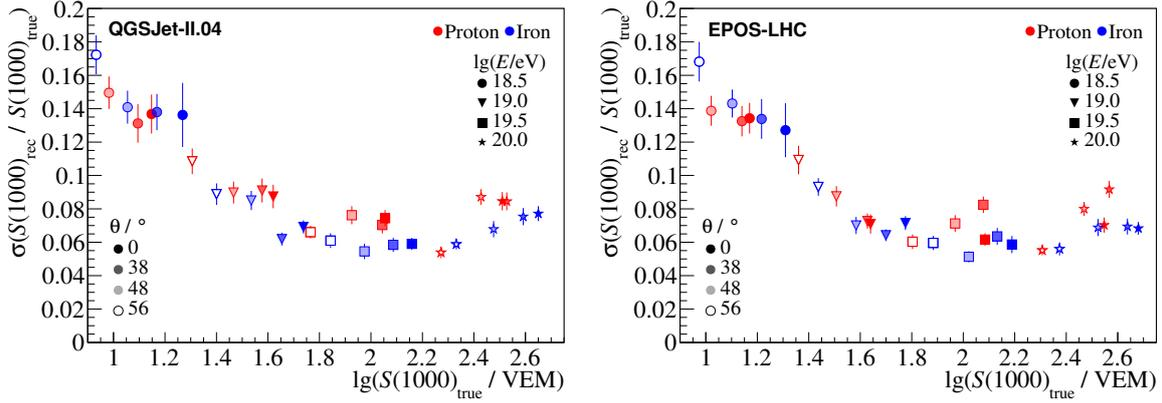 QGSJet-II.04
Proton Iron
lg(E/eV)
18.5
19.0
19.5
20.0
θ / °
0
38
48
56
σ(S(1000)rec / S(1000)true)
0.2
0.18
0.16
0.14
0.12
0.1
0.08
0.06
0.04
0.02
0
1 1.2 1.4 1.6 1.8 2 2.2 2.4 2.6
lg(S(1000)true / VEM)
EPOS-LHC
Proton Iron
lg(E/eV)
18.5
19.0
19.5
20.0
θ / °
0
38
48
56
σ(S(1000)rec / S(1000)true)
0.2
0.18
0.16
0.14
0.12
0.1
0.08
0.06
0.04
0.02
0
1 1.2 1.4 1.6 1.8 2 2.2 2.4 2.6
lg(S(1000)true / VEM)